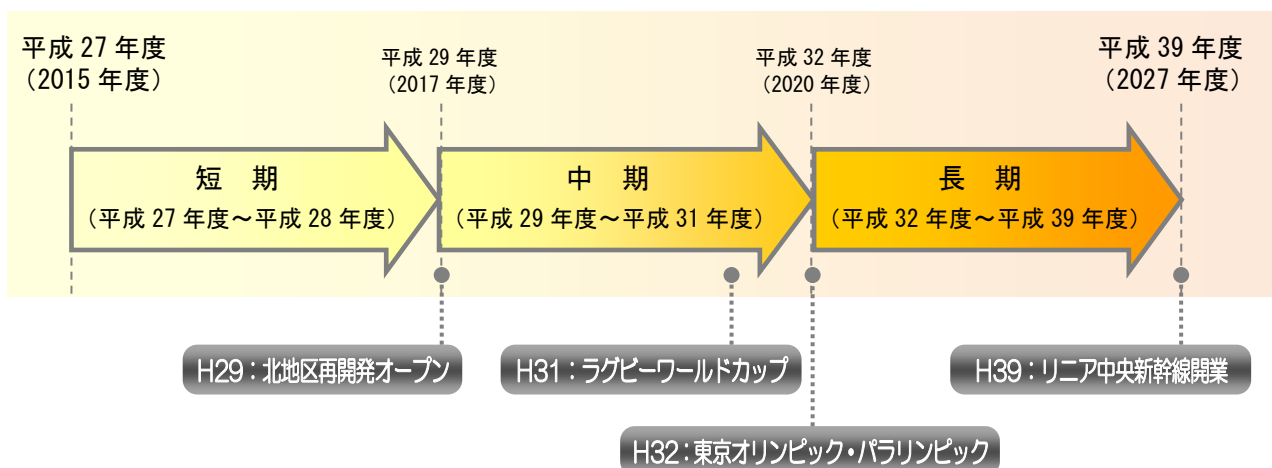 平成 27 年度
（2015 年度）
平成 29 年度
（2017 年度）
平成 32 年度
（2020 年度）
平成 39 年度
（2027 年度）
短　期
（平成 27 年度～平成 28 年度）
中　期
（平成 29 年度～平成 31 年度）
長　期
（平成 32 年度～平成 39 年度）
H29：北地区再開発オープン
H31：ラグビーワールドカップ
H39：リニア中央新幹線開業
H32：東京オリンピック・パラリンピック